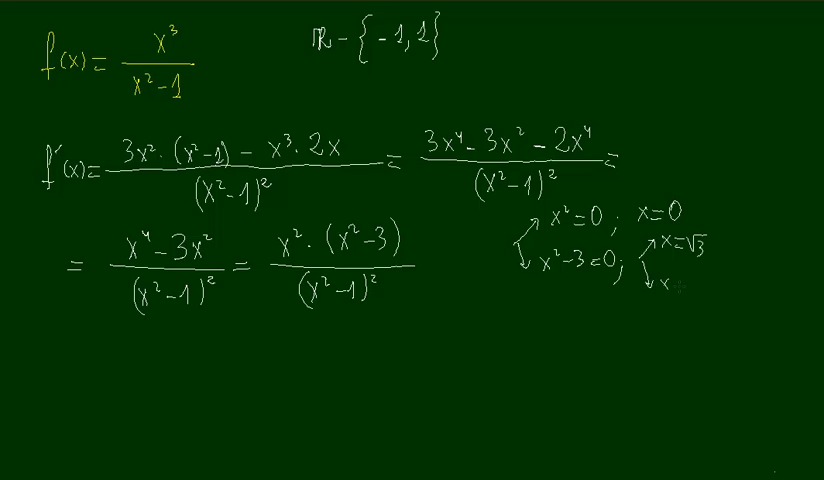 f(x) = x³ / (x² - 1)
ℝ - {-1, 1}
f'(x) = (3x² · (x² - 1) - x³ · 2x) / (x² - 1)² = (3x⁴ - 3x² - 2x⁴) / (x² - 1)² =
= (x⁴ - 3x²) / (x² - 1)² = (x² · (x² - 3)) / (x² - 1)²
↗ x² = 0 ; x = 0
↘ x² - 3 = 0 ; ↗ x = √3
↘ x